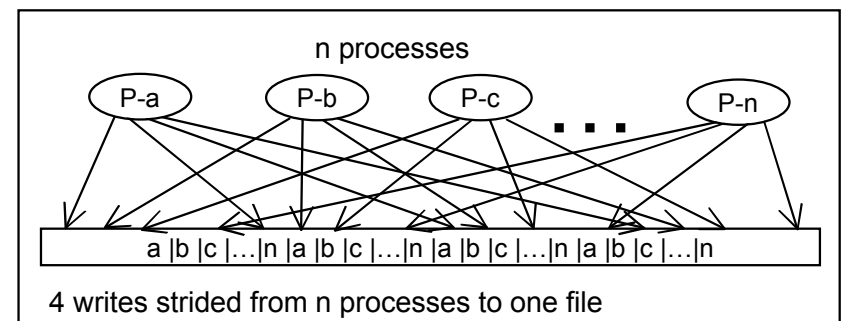 n processes
P-a P-b P-c ... P-n
a |b |c |…|n |a |b |c |…|n |a |b |c |…|n |a |b |c |…|n
4 writes strided from n processes to one file